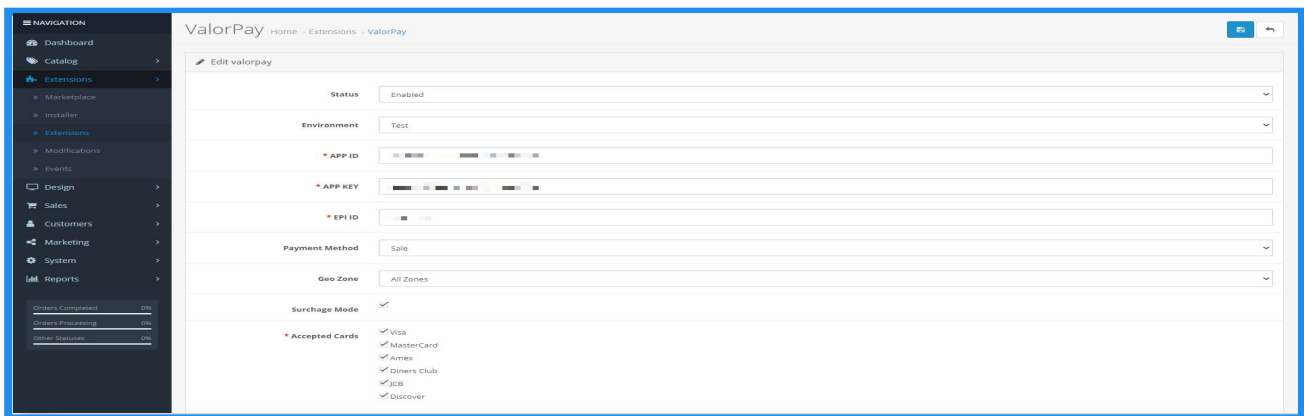 NAVIGATION
Dashboard
Catalog
Extensions
» Marketplace
» Installer
» Extensions
» Modifications
» Events
Design
Sales
Customers
Marketing
System
Reports
Orders Completed 0%
Orders Processing 0%
Other Statuses 0%
ValorPay Home › Extensions › ValorPay
Edit valorpay
Status Enabled
Environment Test
* APP ID
* APP KEY
* EPI ID
Payment Method Sale
Geo Zone All Zones
Surchage Mode
* Accepted Cards Visa
MasterCard
Amex
Diners Club
JCB
Discover